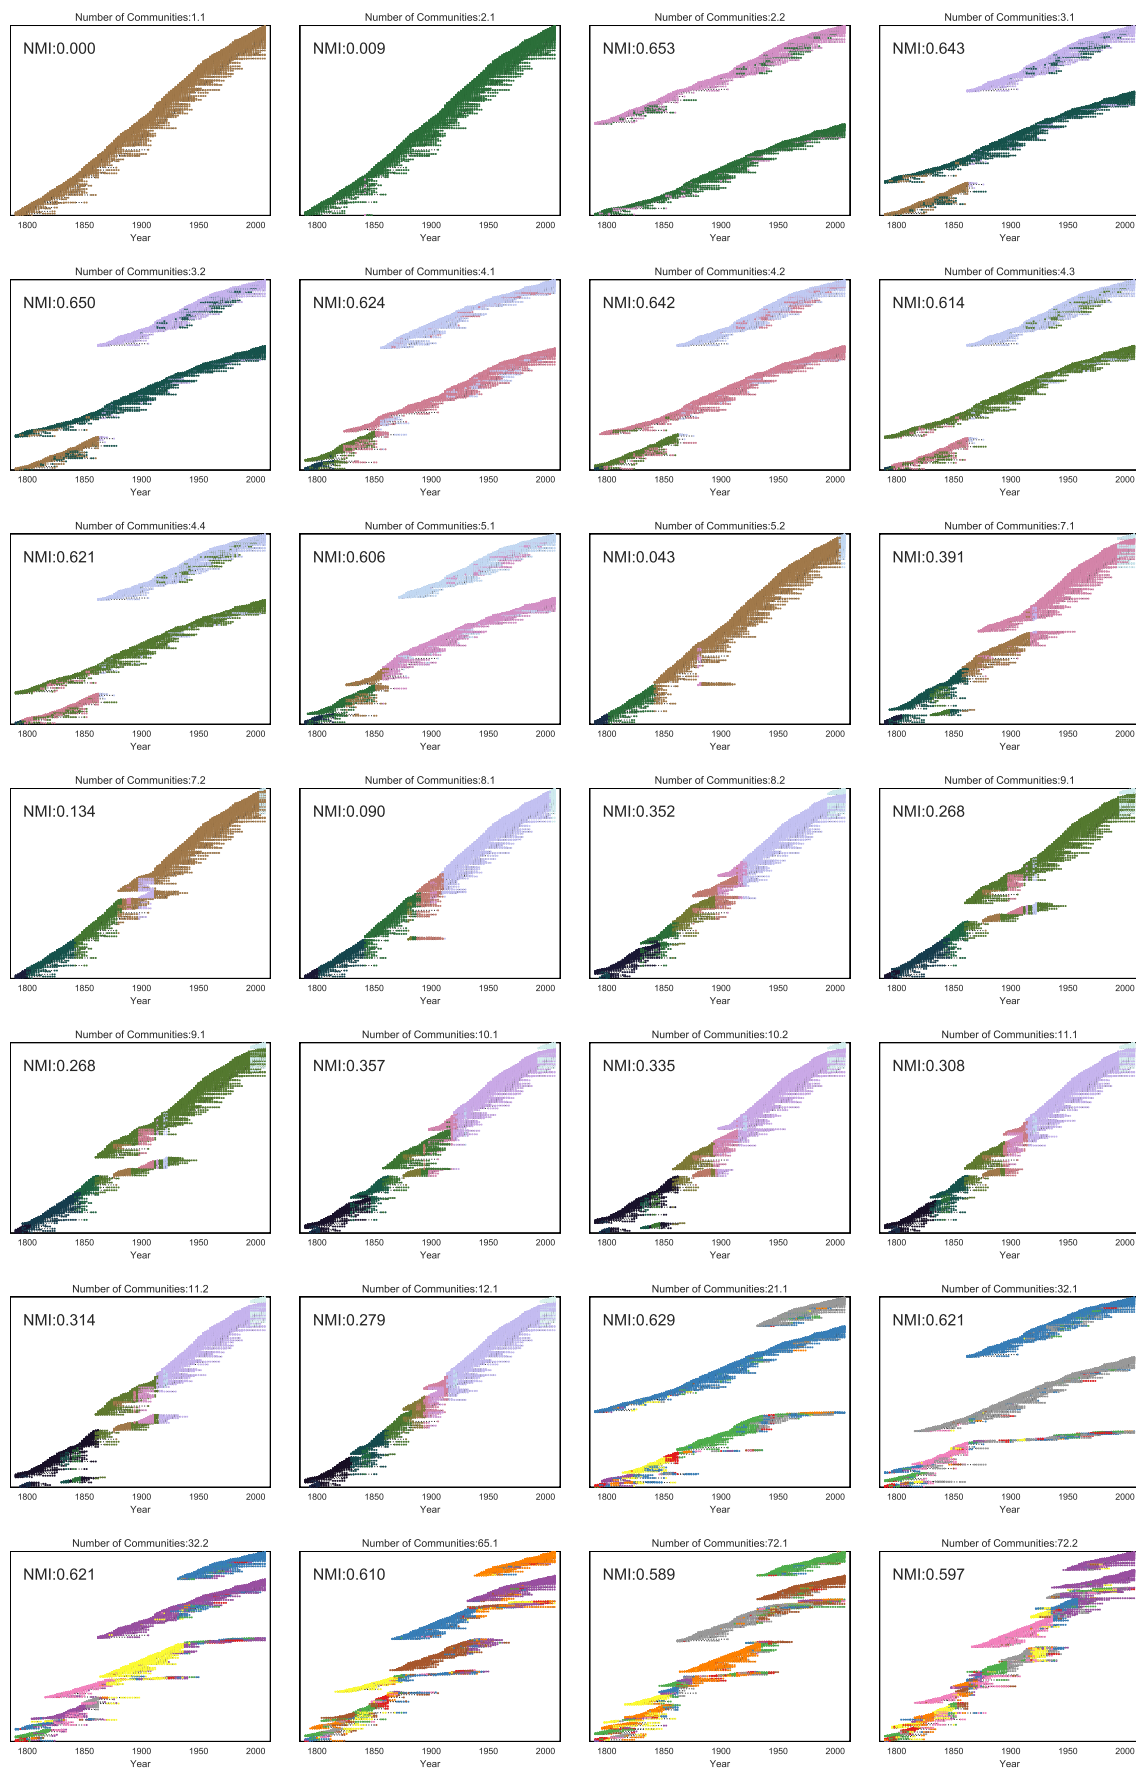 Number of Communities:1.1
Number of Communities:2.1
Number of Communities:2.2
Number of Communities:3.1
NMI:0.000
NMI:0.009
NMI:0.653
NMI:0.643
1800 1850 1900 1950 2000
1800 1850 1900 1950 2000
1800 1850 1900 1950 2000
1800 1850 1900 1950 2000
Year
Year
Year
Year
Number of Communities:3.2
Number of Communities:4.1
Number of Communities:4.2
Number of Communities:4.3
NMI:0.650
NMI:0.624
NMI:0.642
NMI:0.614
1800 1850 1900 1950 2000
1800 1850 1900 1950 2000
1800 1850 1900 1950 2000
1800 1850 1900 1950 2000
Year
Year
Year
Year
Number of Communities:4.4
Number of Communities:5.1
Number of Communities:5.2
Number of Communities:7.1
NMI:0.621
NMI:0.606
NMI:0.043
NMI:0.391
1800 1850 1900 1950 2000
1800 1850 1900 1950 2000
1800 1850 1900 1950 2000
1800 1850 1900 1950 2000
Year
Year
Year
Year
Number of Communities:7.2
Number of Communities:8.1
Number of Communities:8.2
Number of Communities:9.1
NMI:0.134
NMI:0.090
NMI:0.352
NMI:0.268
1800 1850 1900 1950 2000
1800 1850 1900 1950 2000
1800 1850 1900 1950 2000
1800 1850 1900 1950 2000
Year
Year
Year
Year
Number of Communities:9.1
Number of Communities:10.1
Number of Communities:10.2
Number of Communities:11.1
NMI:0.268
NMI:0.357
NMI:0.335
NMI:0.308
1800 1850 1900 1950 2000
1800 1850 1900 1950 2000
1800 1850 1900 1950 2000
1800 1850 1900 1950 2000
Year
Year
Year
Year
Number of Communities:11.2
Number of Communities:12.1
Number of Communities:21.1
Number of Communities:32.1
NMI:0.314
NMI:0.279
NMI:0.629
NMI:0.621
1800 1850 1900 1950 2000
1800 1850 1900 1950 2000
1800 1850 1900 1950 2000
1800 1850 1900 1950 2000
Year
Year
Year
Year
Number of Communities:32.2
Number of Communities:65.1
Number of Communities:72.1
Number of Communities:72.2
NMI:0.621
NMI:0.610
NMI:0.589
NMI:0.597
1800 1850 1900 1950 2000
1800 1850 1900 1950 2000
1800 1850 1900 1950 2000
1800 1850 1900 1950 2000
Year
Year
Year
Year